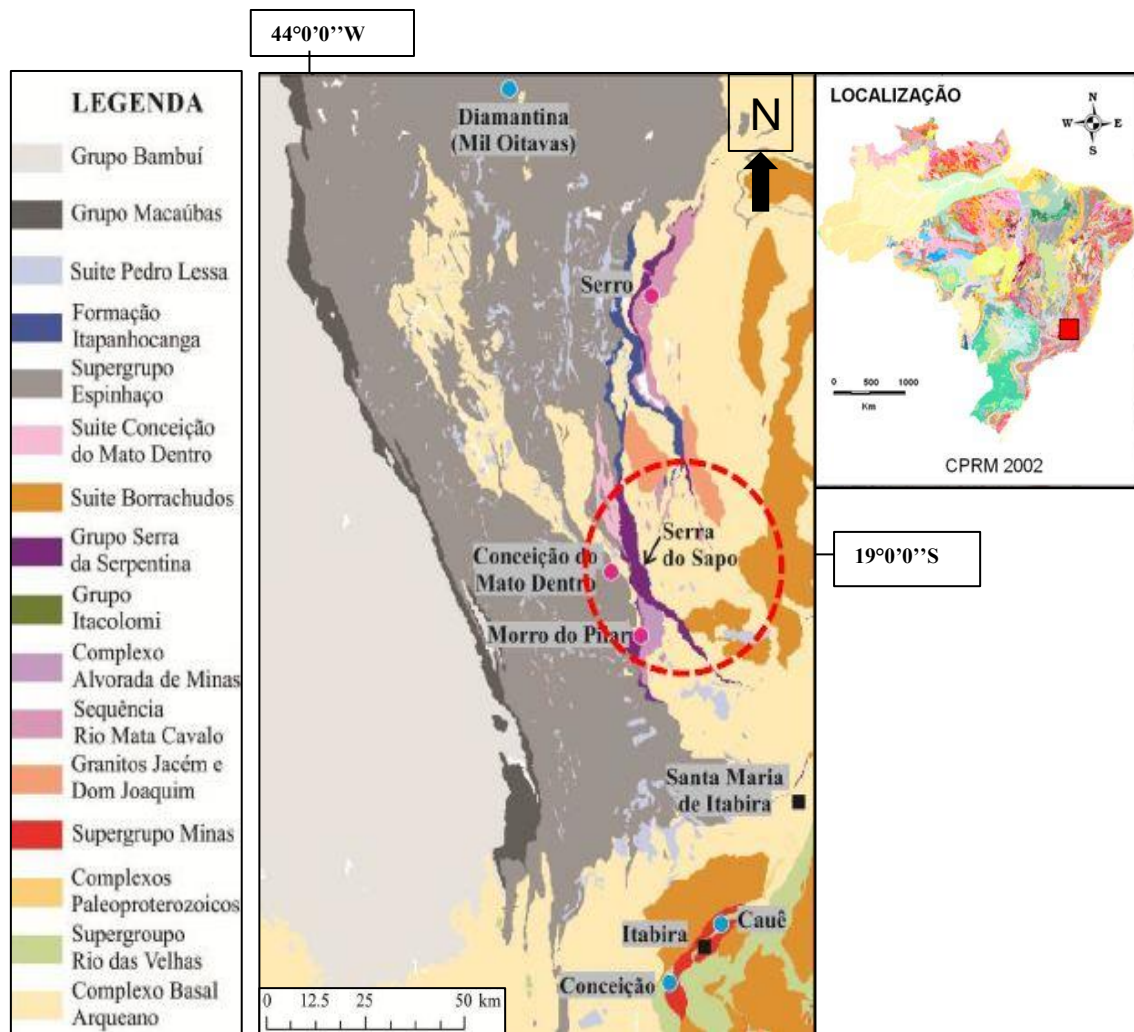 44°0'0''W
LEGENDA
Grupo Bambuí
Grupo Macaúbas
Suite Pedro Lessa
Formação
Itapanhocanga
Supergrupo
Espinhaço
Suite Conceição
do Mato Dentro
Suite Borrachudos
Grupo Serra
da Serpentina
Grupo
Itacolomi
Complexo
Alvorada de Minas
Sequência
Rio Mata Cavalo
Granitos Jacém e
Dom Joaquim
Supergrupo Minas
Complexos
Paleoproterozoicos
Supergroupo
Rio das Velhas
Complexo Basal
Arqueano
Diamantina
(Mil Oitavas)
N
Serro
Serra
do Sapo
Conceição do
Mato Dentro
Morro do Pilar
Santa Maria
de Itabira
Cauê
Itabira
Conceição
0 12.5 25 50 km
LOCALIZAÇÃO
N
W E
S
0 500 1000
Km
CPRM 2002
19°0'0''S